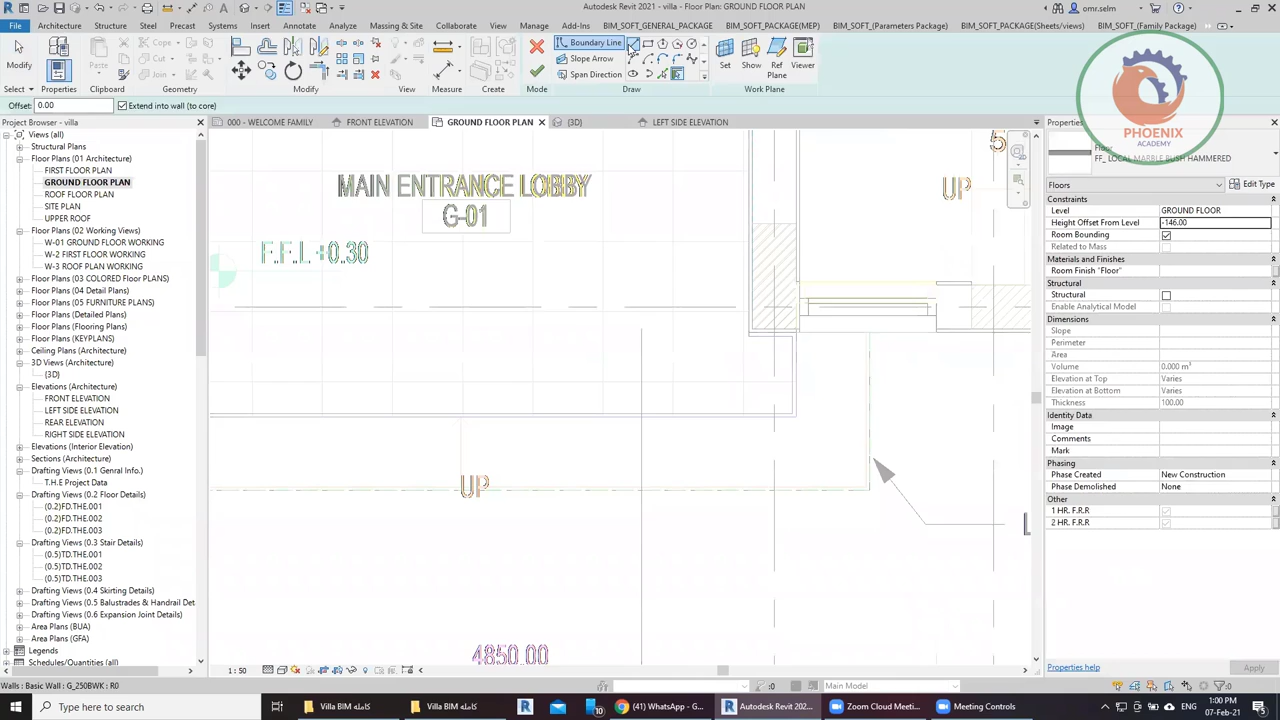 Autodesk Revit 2021 - villa - Floor Plan: GROUND FLOOR PLAN
omr.selm
File Architecture Structure Steel Precast Systems Insert Annotate Analyze Massing & Site Collaborate View Manage Add-Ins BIM_SOFT_GENERAL_PACKAGE BIM_SOFT_PACKAGE(MEP) BIM_SOFT_(Parameters Package) BIM_SOFT_PACKAGE(Sheets/views) BIM_SOFT_(Family Package)
Modify Paste Cope Cut Join
Boundary Line
Slope Arrow
Span Direction
Set Show Ref Plane Viewer
Select Properties Clipboard Geometry Modify View Measure Create Mode Draw Work Plane
Offset: 0.00 Extend into wall (to core)
PHOENIX
ACADEMY
Project Browser - villa
000 - WELCOME FAMILY FRONT ELEVATION GROUND FLOOR PLAN {3D} LEFT SIDE ELEVATION
Views (all)
Structural Plans
Floor Plans (01 Architecture)
FIRST FLOOR PLAN
GROUND FLOOR PLAN
ROOF FLOOR PLAN
SITE PLAN
UPPER ROOF
Floor Plans (02 Working Views)
W-01 GROUND FLOOR WORKING
W-2 FIRST FLOOR WORKING
W-3 ROOF PLAN WORKING
Floor Plans (03 COLORED Floor PLANS)
Floor Plans (04 Detail Plans)
Floor Plans (05 FURNITURE PLANS)
Floor Plans (Detailed Plans)
Floor Plans (Flooring Plans)
Floor Plans (KEYPLANS)
Ceiling Plans (Architecture)
3D Views (Architecture)
{3D}
Elevations (Architecture)
FRONT ELEVATION
LEFT SIDE ELEVATION
REAR ELEVATION
RIGHT SIDE ELEVATION
Elevations (Interior Elevation)
Sections (Architecture)
Drafting Views (0.1 Genral Info.)
T.H.E Project Data
Drafting Views (0.2 Floor Details)
(0.2)FD.THE.001
(0.2)FD.THE.002
(0.2)FD.THE.003
Drafting Views (0.3 Stair Details)
(0.5)TD.THE.001
(0.5)TD.THE.002
(0.5)TD.THE.003
Drafting Views (0.4 Skirting Details)
Drafting Views (0.5 Balustrades & Handrail Det
Drafting Views (0.6 Expansion Joint Details)
Area Plans (BUA)
Area Plans (GFA)
Legends
Schedules/Quantities (all)
MAIN ENTRANCE LOBBY
G-01
F.F.L +0.30
UP
5
UP
4850.00
Properties
Floor
FF_ LOCAL MARBLE BUSH HAMMERED
Floors Edit Type
Constraints
Level GROUND FLOOR
Height Offset From Level -146.00
Room Bounding
Related to Mass
Materials and Finishes
Room Finish "Floor"
Structural
Structural
Enable Analytical Model
Dimensions
Slope
Perimeter
Area
Volume 0.000 m³
Elevation at Top Varies
Elevation at Bottom Varies
Thickness 100.00
Identity Data
Image
Comments
Mark
Phasing
Phase Created New Construction
Phase Demolished None
Other
1 HR. F.R.R
2 HR. F.R.R
Properties help Apply
1 : 50
Walls : Basic Wall : G_250BWK : R0 :0 Main Model :0
Type here to search
Villa BIM كاملة Villa BIM كاملة (41) WhatsApp - G... Autodesk Revit 202... Zoom Cloud Meeti... Meeting Controls
ENG 1:00 PM
07-Feb-21